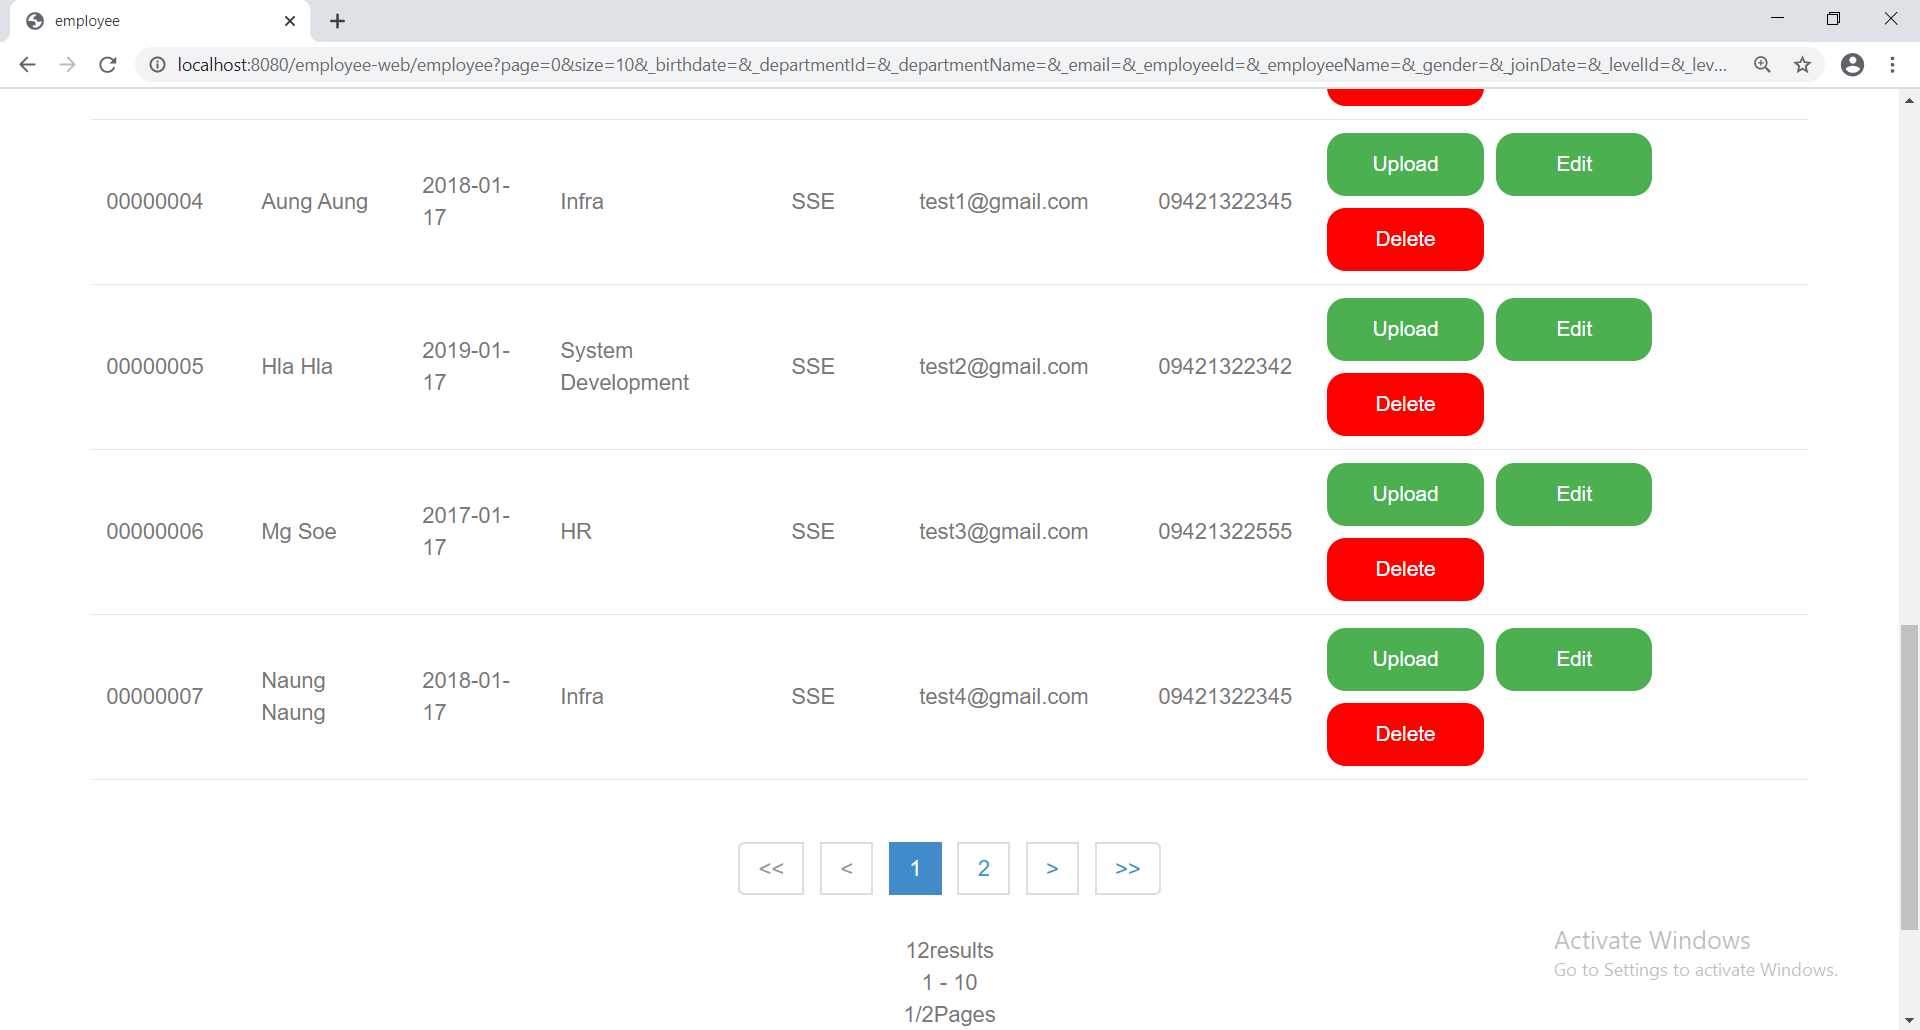 employee
localhost:8080/employee-web/employee?page=0&size=10&_birthdate=&_departmentId=&_departmentName=&_email=&_employeeId=&_employeeName=&_gender=&_joinDate=&_levelId=&_lev...
00000004 Aung Aung 2018-01-17 Infra SSE test1@gmail.com 09421322345 Upload Edit
Delete
00000005 Hla Hla 2019-01-17 System Development SSE test2@gmail.com 09421322342 Upload Edit
Delete
00000006 Mg Soe 2017-01-17 HR SSE test3@gmail.com 09421322555 Upload Edit
Delete
00000007 Naung Naung 2018-01-17 Infra SSE test4@gmail.com 09421322345 Upload Edit
Delete
<< < 1 2 > >>
12results
1 - 10
1/2Pages
Activate Windows
Go to Settings to activate Windows.